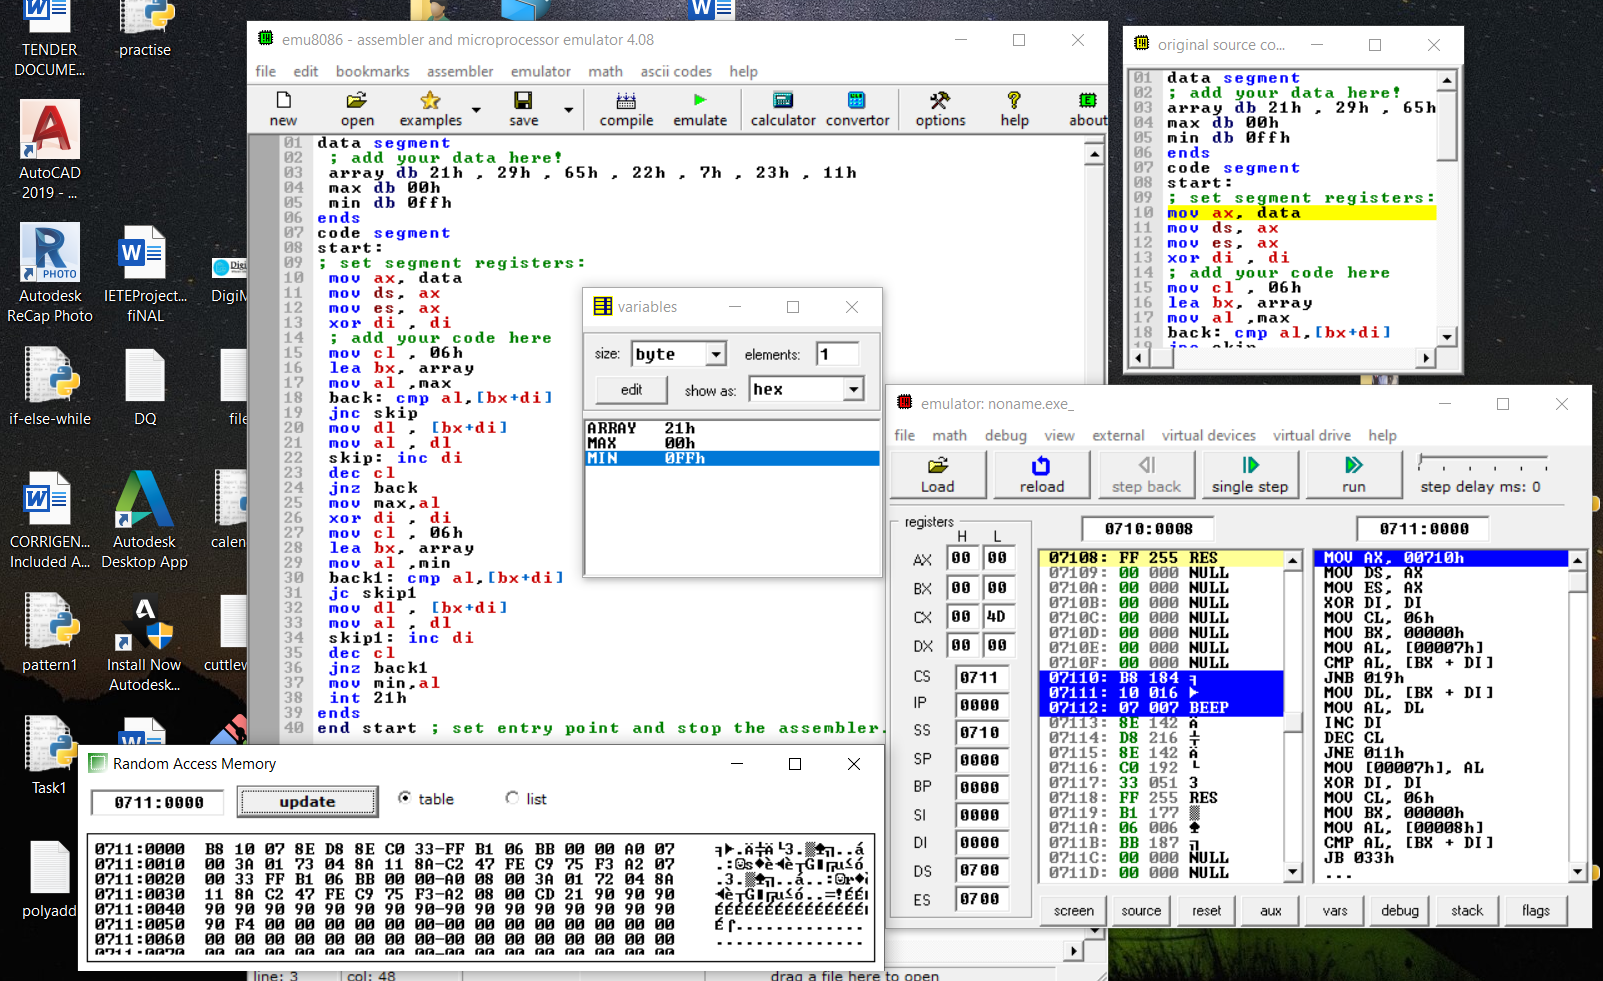 TENDER
DOCUME...
practise
AutoCAD
2019 - ...
Autodesk
ReCap Photo
IETEProject...
fiNAL
DigiM
if-else-while
DQ
file
CORRIGEN...
Included A...
Autodesk
Desktop App
calen
pattern1
Install Now
Autodesk...
cuttlew
Task1
polyadd
PHOTO
emu8086 - assembler and microprocessor emulator 4.08
file edit bookmarks assembler emulator math ascii codes help
new open examples save compile emulate calculator convertor options help about
01 data segment
02 ; add your data here!
03 array db 21h , 29h , 65h , 22h , 7h , 23h , 11h
04 max db 00h
05 min db 0ffh
06 ends
07 code segment
08 start:
09 ; set segment registers:
10 mov ax, data
11 mov ds, ax
12 mov es, ax
13 xor di , di
14 ; add your code here
15 mov cl , 06h
16 lea bx, array
17 mov al ,max
18 back: cmp al,[bx+di]
19 jnc skip
20 mov dl , [bx+di]
21 mov al , dl
22 skip: inc di
23 dec cl
24 jnz back
25 mov max,al
26 xor di , di
27 mov cl , 06h
28 lea bx, array
29 mov al ,min
30 back1: cmp al,[bx+di]
31 jc skip1
32 mov dl , [bx+di]
33 mov al , dl
34 skip1: inc di
35 dec cl
36 jnz back1
37 mov min,al
38 int 21h
39 ends
40 end start ; set entry point and stop the assembler.
line: 3 col: 48 drag a file here to open
variables
size: byte elements: 1
edit show as: hex
ARRAY 21h
MAX 00h
MIN 0FFh
original source co...
01 data segment
02 ; add your data here!
03 array db 21h , 29h , 65h
04 max db 00h
05 min db 0ffh
06 ends
07 code segment
08 start:
09 ; set segment registers:
10 mov ax, data
11 mov ds, ax
12 mov es, ax
13 xor di , di
14 ; add your code here
15 mov cl , 06h
16 lea bx, array
17 mov al ,max
18 back: cmp al,[bx+di]
emulator: noname.exe_
file math debug view external virtual devices virtual drive help
Load reload step back single step run step delay ms: 0
registers
H L
AX 00 00
BX 00 00
CX 00 4D
DX 00 00
CS 0711
IP 0000
SS 0710
SP 0000
BP 0000
SI 0000
DI 0000
DS 0700
ES 0700
0710:0008
07108: FF 255 RES
07109: 00 000 NULL
0710A: 00 000 NULL
0710B: 00 000 NULL
0710C: 00 000 NULL
0710D: 00 000 NULL
0710E: 00 000 NULL
0710F: 00 000 NULL
07110: B8 184 ╕
07111: 10 016 ►
07112: 07 007 BEEP
07113: 8E 142 Ä
07114: D8 216 ╪
07115: 8E 142 Ä
07116: C0 192 └
07117: 33 051 3
07118: FF 255 RES
07119: B1 177 ▒
0711A: 06 006 ♠
0711B: BB 187 ╗
0711C: 00 000 NULL
0711D: 00 000 NULL
0711:0000
MOV AX, 00710h
MOV DS, AX
MOV ES, AX
XOR DI, DI
MOV CL, 06h
MOV BX, 00000h
MOV AL, [00007h]
CMP AL, [BX + DI]
JNB 019h
MOV DL, [BX + DI]
MOV AL, DL
INC DI
DEC CL
JNE 011h
MOV [00007h], AL
XOR DI, DI
MOV CL, 06h
MOV BX, 00000h
MOV AL, [00008h]
CMP AL, [BX + DI]
JB 033h
...
screen source reset aux vars debug stack flags
Random Access Memory
0711:0000 update table list
0711:0000 B8 10 07 8E D8 8E C0 33-FF B1 06 BB 00 00 A0 07
0711:0010 00 3A 01 73 04 8A 11 8A-C2 47 FE C9 75 F3 A2 07
0711:0020 00 33 FF B1 06 BB 00 00-A0 08 00 3A 01 72 04 8A
0711:0030 11 8A C2 47 FE C9 75 F3-A2 08 00 CD 21 90 90 90
0711:0040 90 90 90 90 90 90 90 90-90 90 90 90 90 90 90 90
0711:0050 90 F4 00 00 00 00 00 00-00 00 00 00 00 00 00 00
0711:0060 00 00 00 00 00 00 00 00-00 00 00 00 00 00 00 00